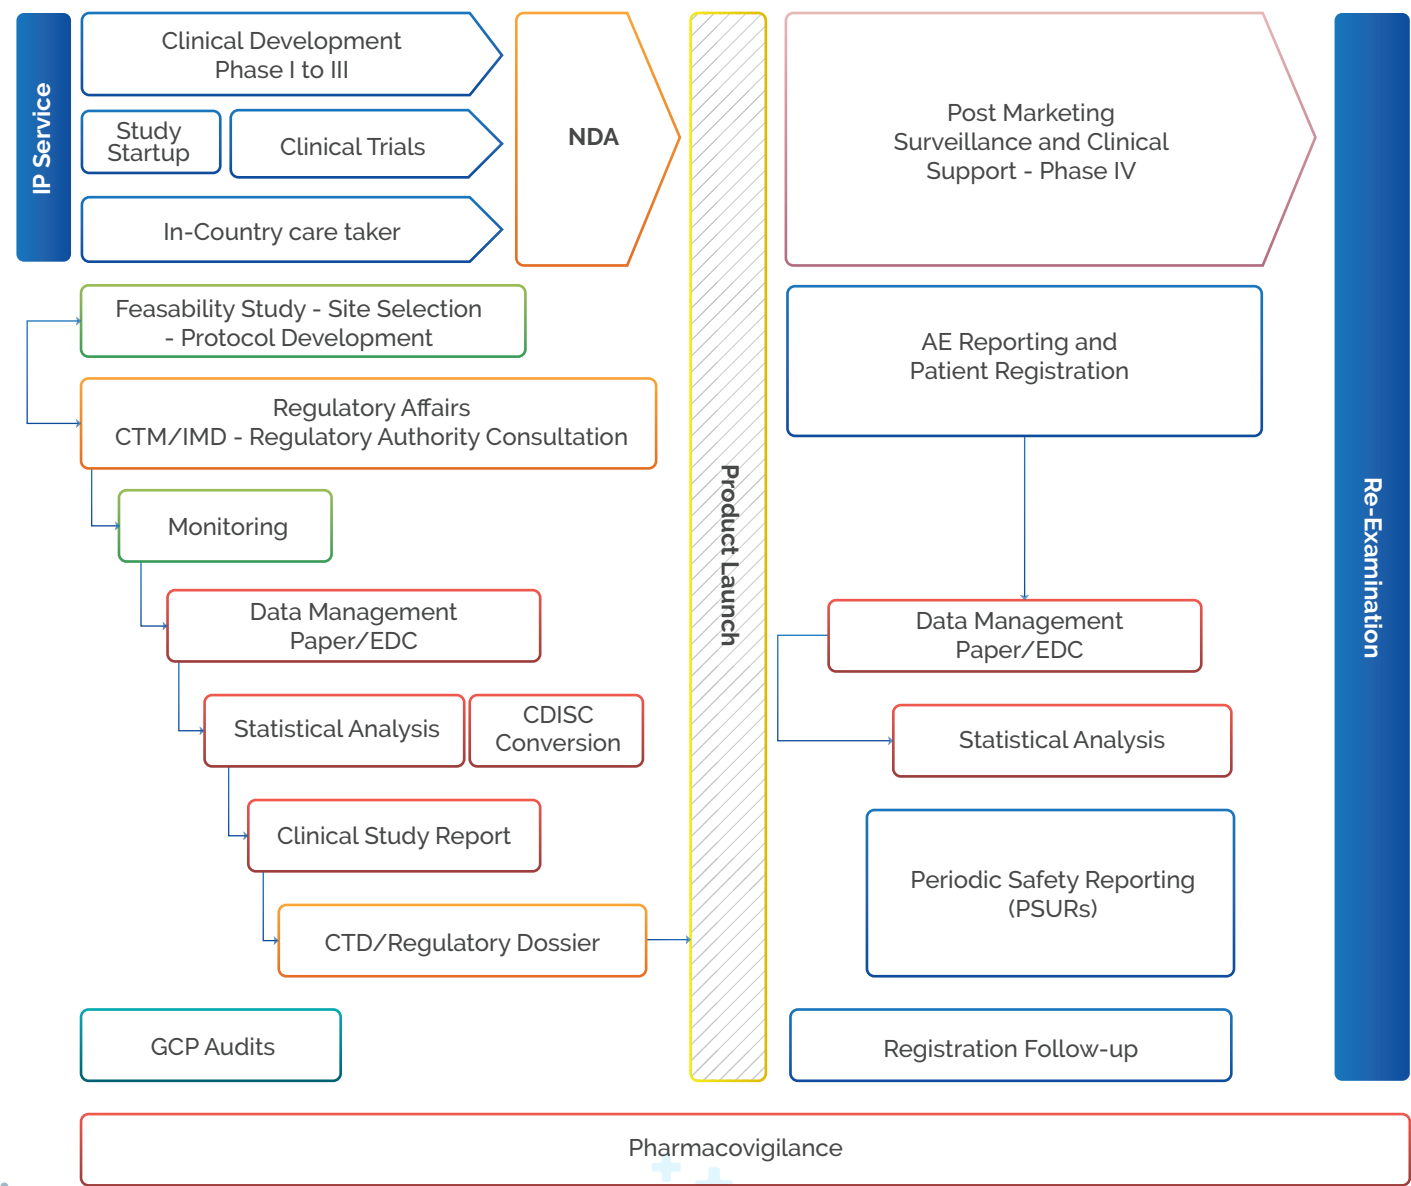 IP Service
Clinical Development
Phase I to III
Study
Startup
Clinical Trials
In-Country care taker
NDA
Feasability Study - Site Selection
- Protocol Development
Regulatory Affairs
CTM/IMD - Regulatory Authority Consultation
Monitoring
Data Management
Paper/EDC
Statistical Analysis
CDISC
Conversion
Clinical Study Report
CTD/Regulatory Dossier
GCP Audits
Product Launch
Post Marketing
Surveillance and Clinical
Support - Phase IV
AE Reporting and
Patient Registration
Data Management
Paper/EDC
Statistical Analysis
Periodic Safety Reporting
(PSURs)
Registration Follow-up
Re-Examination
Pharmacovigilance